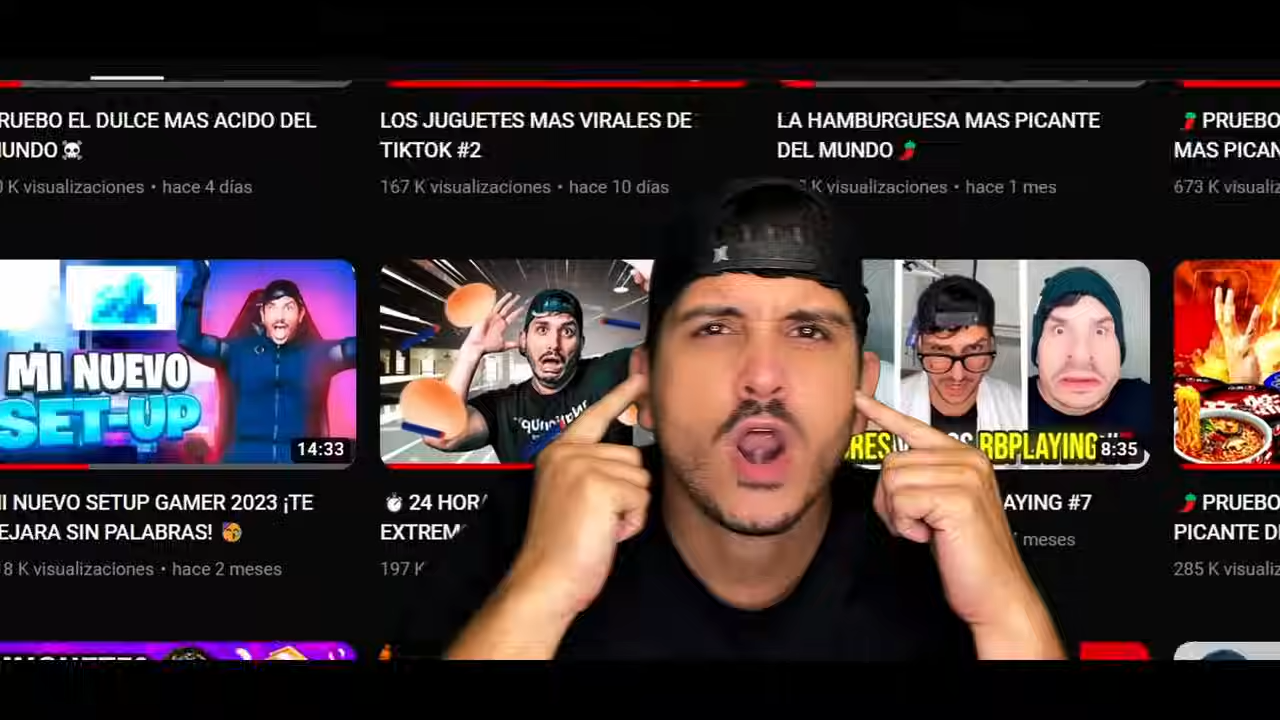 RUEBO EL DULCE MAS ACIDO DEL
UNDO
K visualizaciones • hace 4 días
LOS JUGUETES MAS VIRALES DE
TIKTOK #2
167 K visualizaciones • hace 10 días
LA HAMBURGUESA MAS PICANTE
DEL MUNDO
K visualizaciones • hace 1 mes
PRUEBO
MAS PICAN
673 K visualiz
MI NUEVO
SET-UP
14:33
RBPLAYING
8:35
I NUEVO SETUP GAMER 2023 ¡TE
EJARA SIN PALABRAS!
8 K visualizaciones • hace 2 meses
24 HOR
EXTREM
197 K
AYING #7
meses
PRUEBO
PICANTE D
285 K visualiz